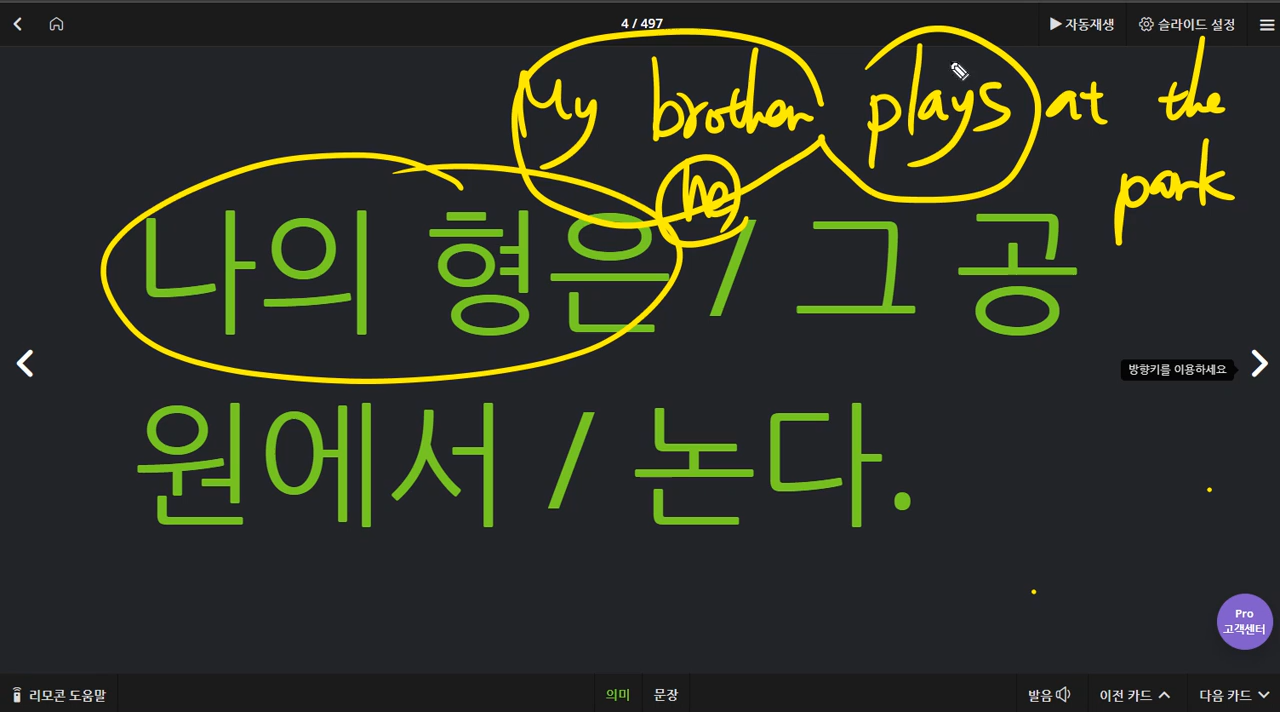 4 / 497
▶ 자동재생
슬라이드 설정
My brother plays at the
park
he
나의 형은 / 그 공
원에서 / 논다.
방향키를 이용하세요
Pro
고객센터
리모콘 도움말
의미
문장
발음
이전 카드
다음 카드